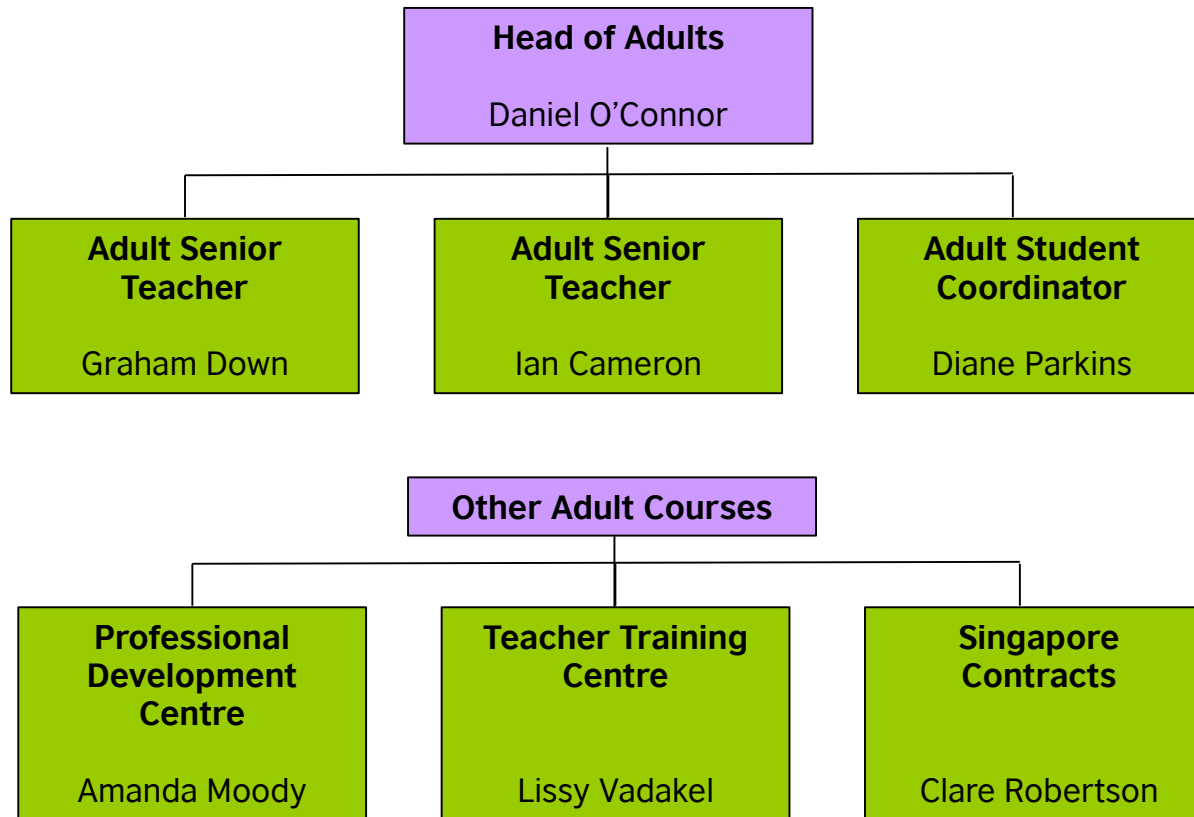 Head of Adults
Daniel O’Connor
Adult Senior
Teacher
Graham Down
Adult Senior
Teacher
Ian Cameron
Adult Student
Coordinator
Diane Parkins
Other Adult Courses
Professional
Development
Centre
Amanda Moody
Teacher Training
Centre
Lissy Vadakel
Singapore
Contracts
Clare Robertson